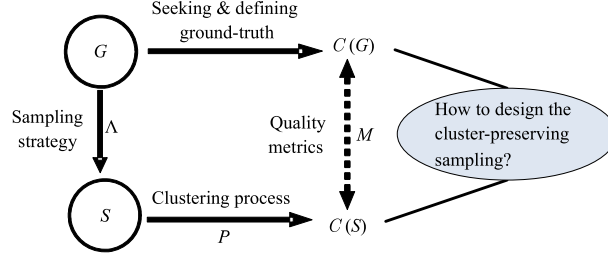 Seeking & defining
ground-truth
G
C (G)
Sampling
strategy
Λ
Quality
metrics
M
How to design the
cluster-preserving
sampling?
Clustering process
S
P
C (S)